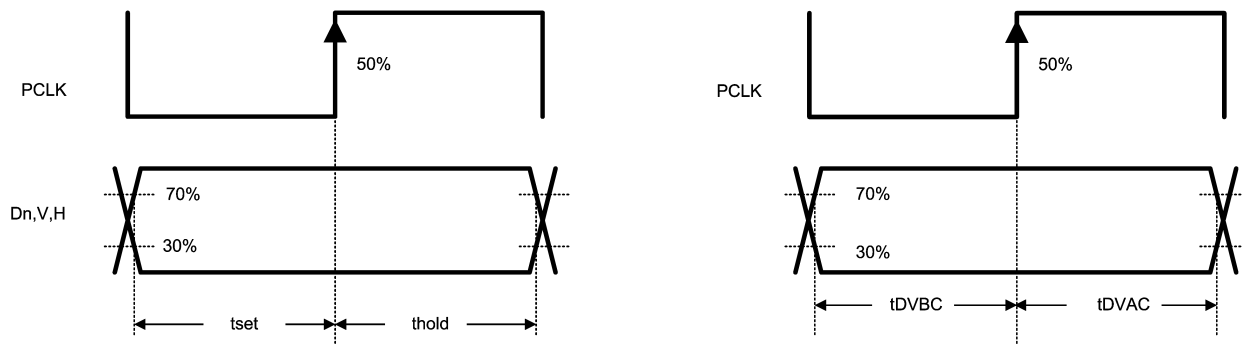 50%
PCLK
70%
Dn,V,H
30%
tset
thold
50%
PCLK
70%
30%
tDVBC
tDVAC